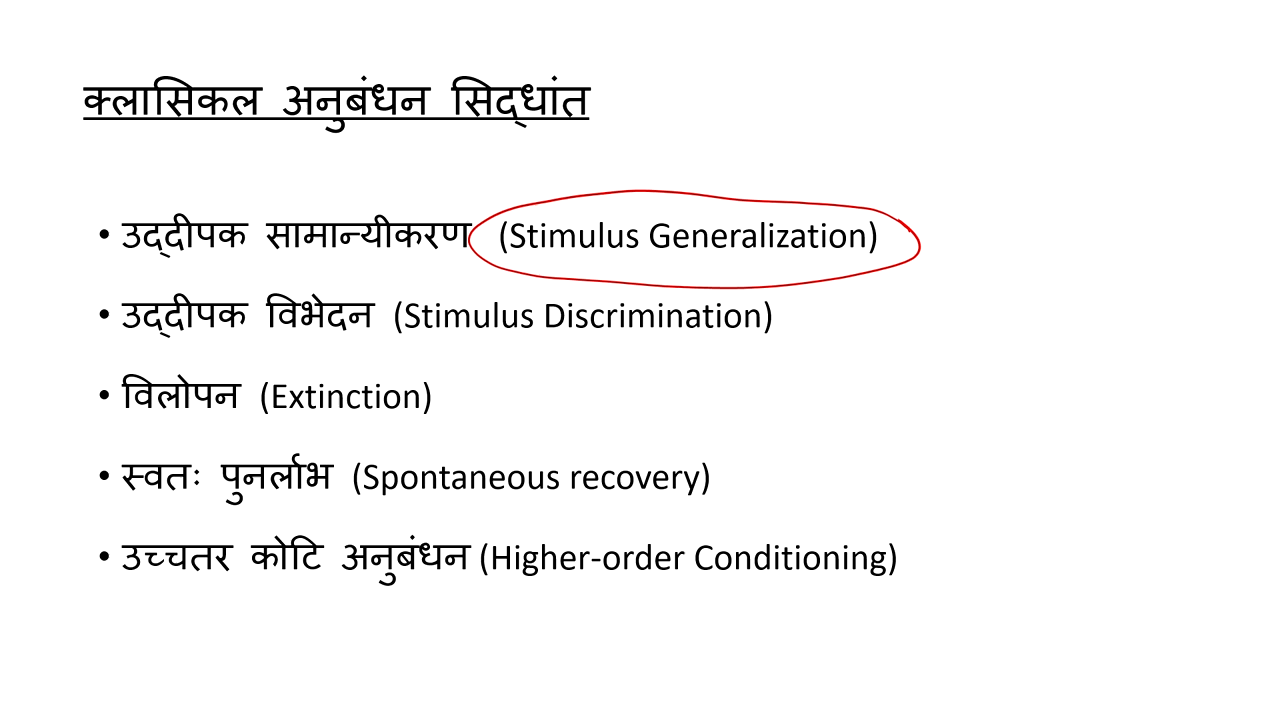 क्लासिकल अनुबंधन सिद्धांत
• उद्दीपक सामान्यीकरण (Stimulus Generalization)
• उद्दीपक विभेदन (Stimulus Discrimination)
• विलोपन (Extinction)
• स्वतः पुनर्लाभ (Spontaneous recovery)
• उच्चतर कोटि अनुबंधन (Higher-order Conditioning)